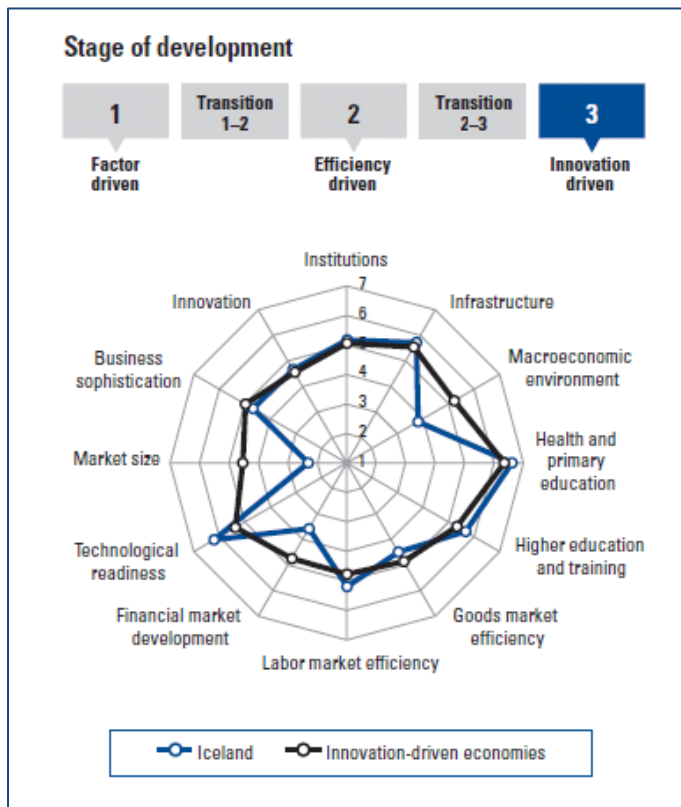 Stage of development
1
Transition
1–2
2
Transition
2–3
3
Factor
driven
Efficiency
driven
Innovation
driven
Institutions
7
6
5
4
3
2
1
Innovation
Infrastructure
Business
sophistication
Macroeconomic
environment
Market size
Health and
primary
education
Technological
readiness
Higher education
and training
Financial market
development
Goods market
efficiency
Labor market efficiency
Iceland
Innovation-driven economies